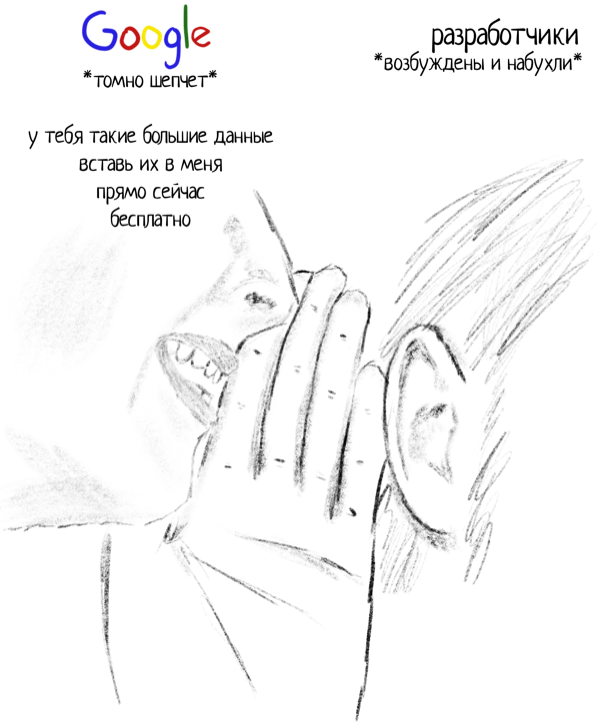 Google
*томно шепчет*
разработчики
*возбуждены и набухли*
у тебя такие большие данные
вставь их в меня
прямо сейчас
бесплатно